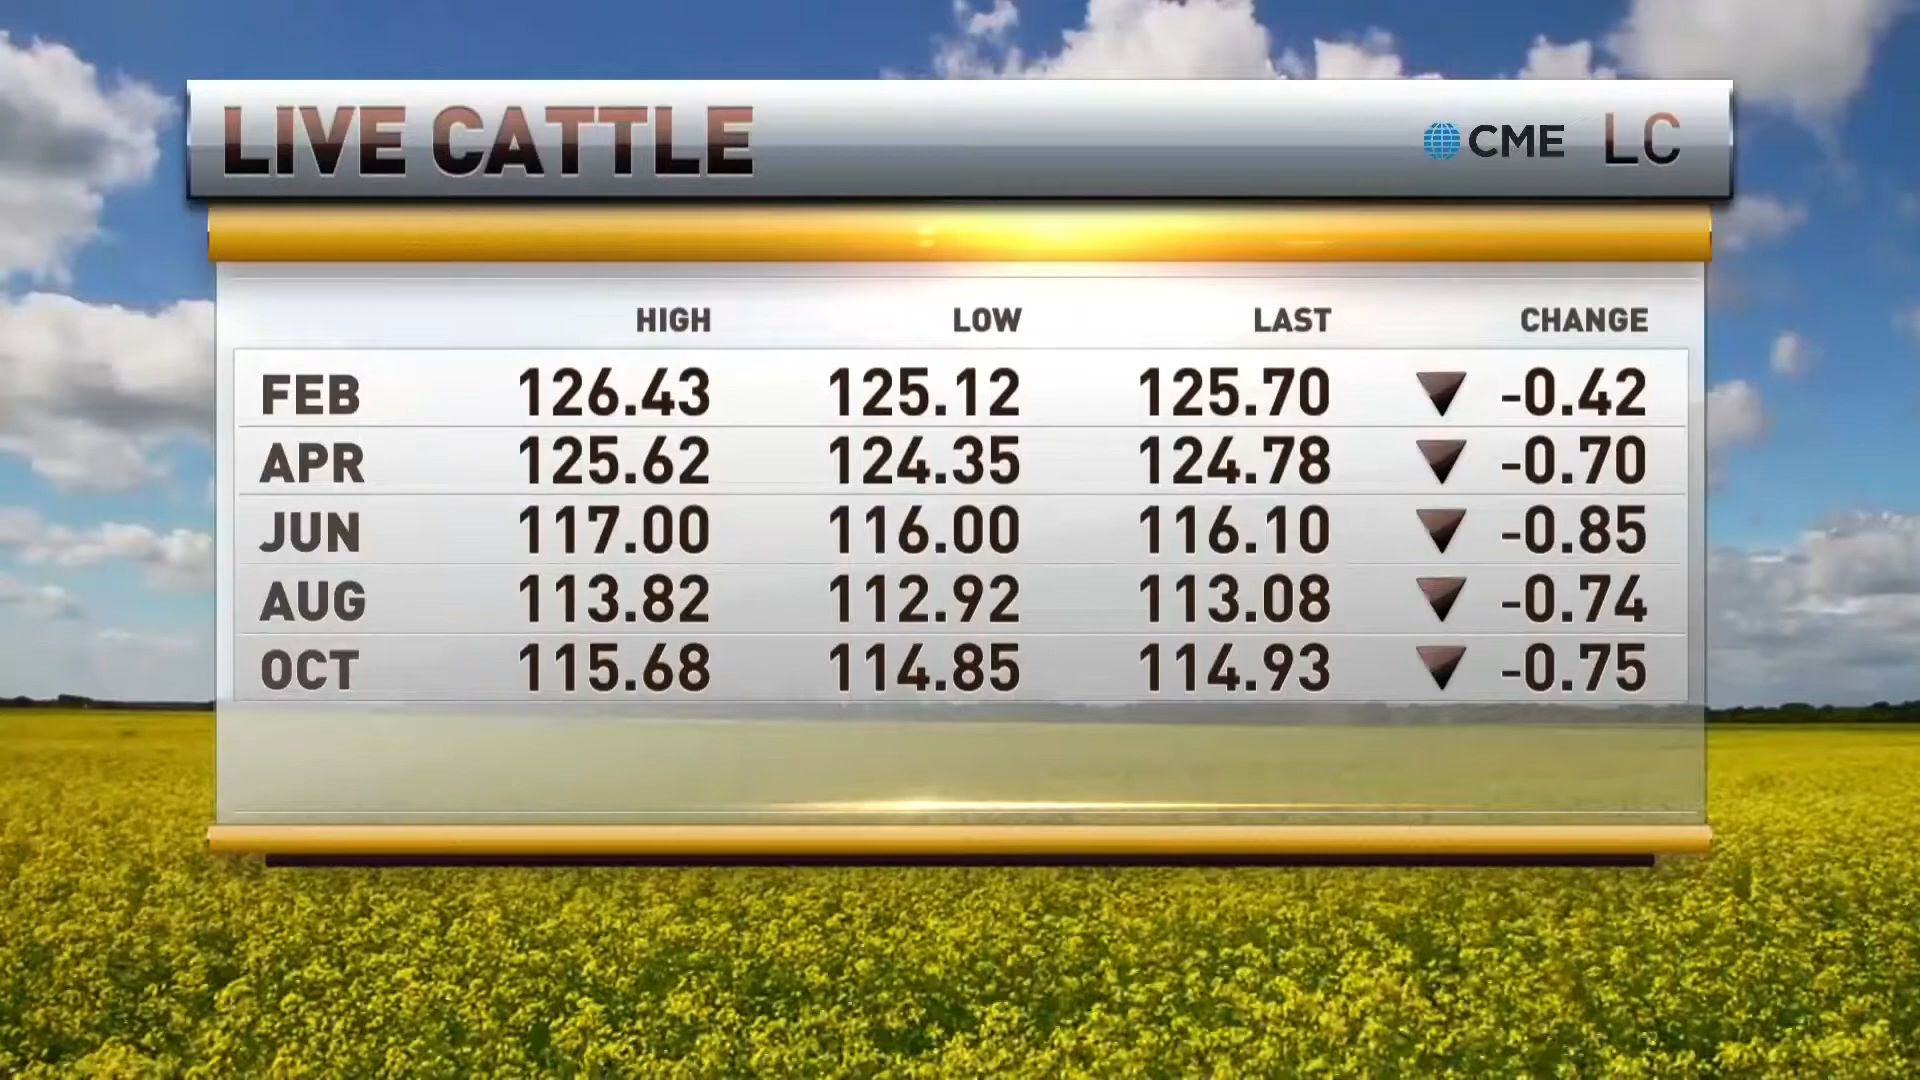 LIVE CATTLE CME LC
HIGH LOW LAST CHANGE
FEB 126.43 125.12 125.70 ▼ -0.42
APR 125.62 124.35 124.78 ▼ -0.70
JUN 117.00 116.00 116.10 ▼ -0.85
AUG 113.82 112.92 113.08 ▼ -0.74
OCT 115.68 114.85 114.93 ▼ -0.75